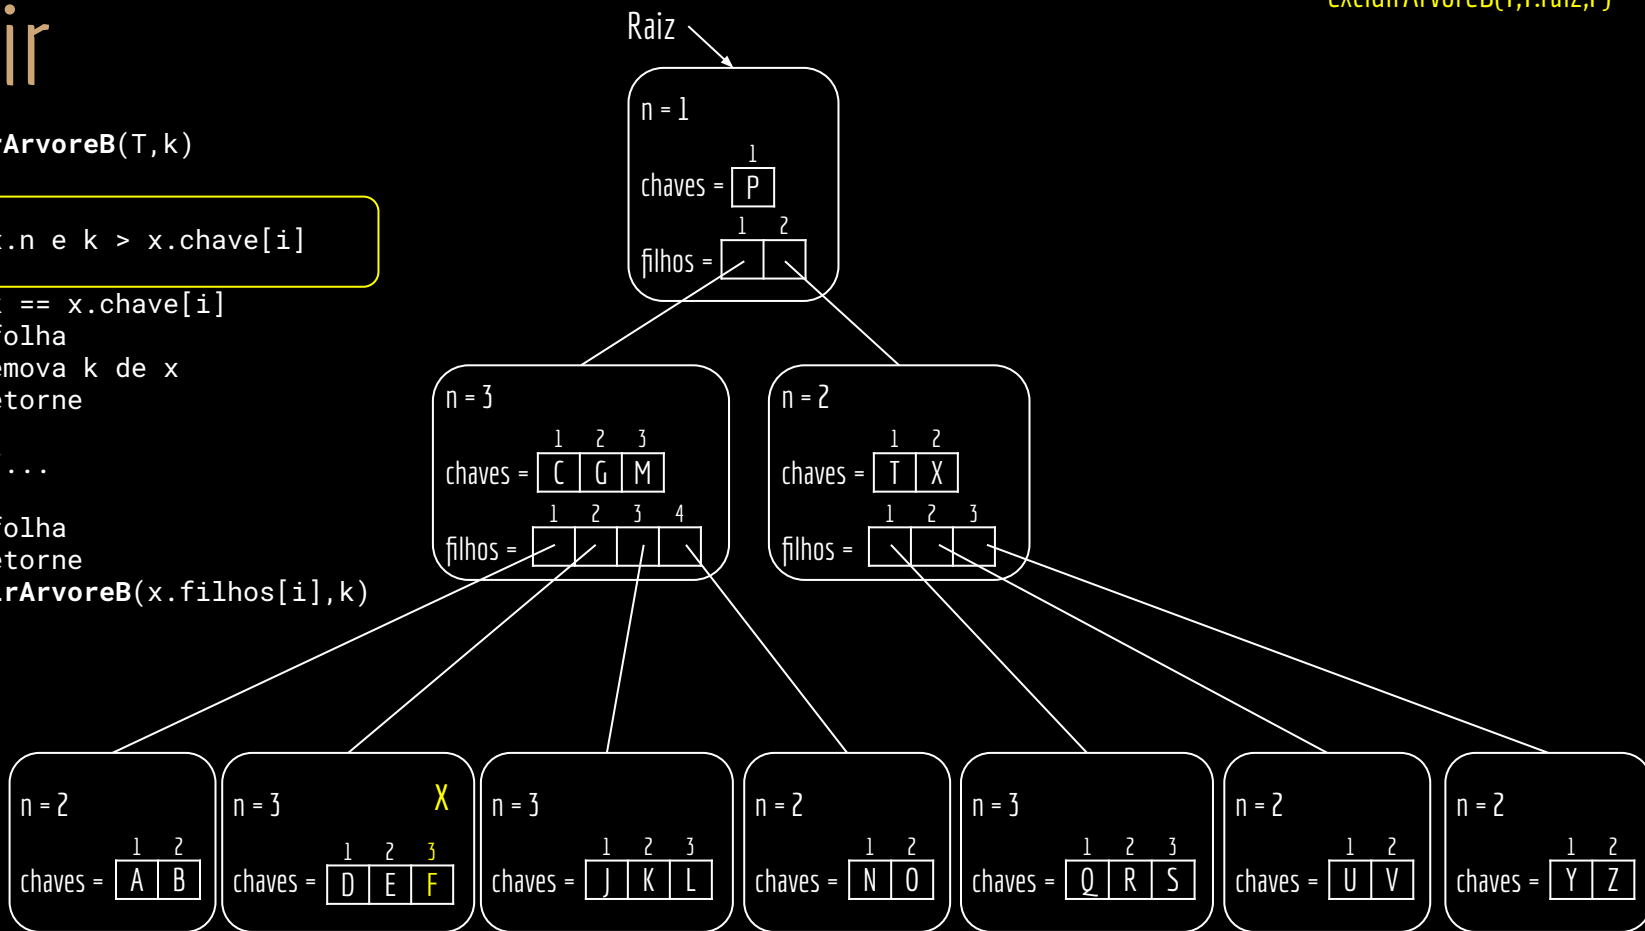 ir
Raiz
n = 1
1
chaves = P
1 2
filhos =
ArvoreB(T,k)
.n e k > x.chave[i]
== x.chave[i]
folha
emova k de x
etorne
...
folha
etorne
rArvoreB(x.filhos[i],k)
n = 3
1 2 3
chaves = C G M
1 2 3 4
filhos =
n = 2
1 2
chaves = T X
1 2 3
filhos =
n = 2
1 2
chaves = A B
n = 3
X
1 2 3
chaves = D E F
n = 3
1 2 3
chaves = J K L
n = 2
1 2
chaves = N O
n = 3
1 2 3
chaves = Q R S
n = 2
1 2
chaves = U V
n = 2
1 2
chaves = Y Z